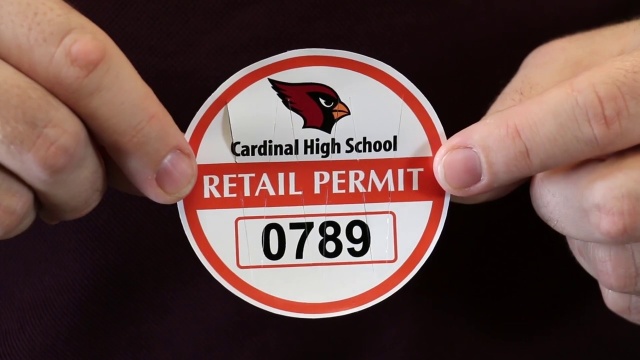 Cardinal High School
RETAIL PERMIT
0789